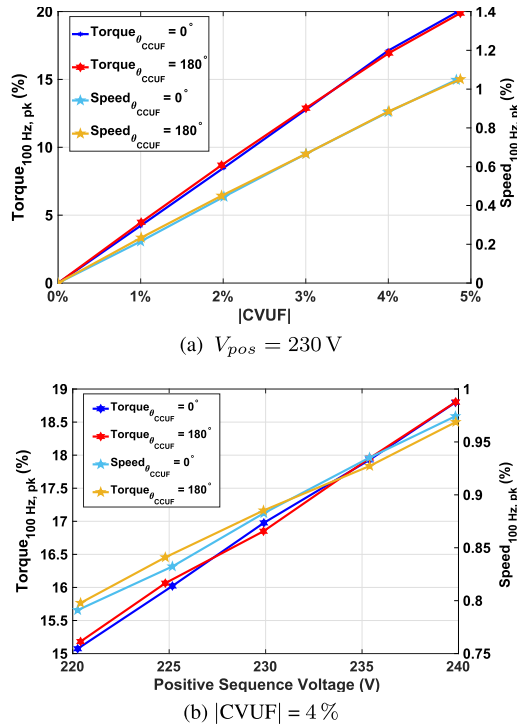 Torque_100 Hz, pk (%)
20
15
10
5
0
Torque_θCCUF = 0°
Torque_θCCUF = 180°
Speed_θCCUF = 0°
Speed_θCCUF = 180°
1.4
1.2
1
0.8
0.6
0.4
0.2
0
Speed_100 Hz, pk (%)
0% 1% 2% 3% 4% 5%
|CVUF|
(a) V_pos = 230 V
Torque_100 Hz, pk (%)
19
18.5
18
17.5
17
16.5
16
15.5
15
Torque_θCCUF = 0°
Torque_θCCUF = 180°
Speed_θCCUF = 0°
Torque_θCCUF = 180°
1
0.95
0.9
0.85
0.8
0.75
Speed_100 Hz, pk (%)
220 225 230 235 240
Positive Sequence Voltage (V)
(b) |CVUF| = 4 %